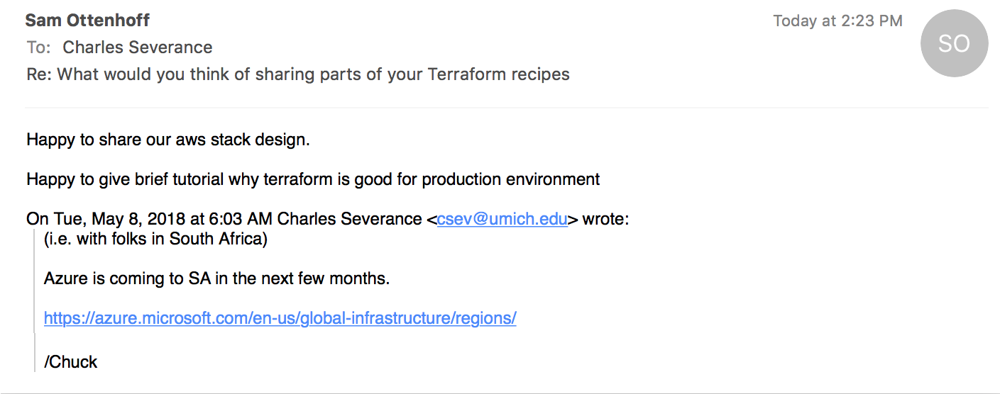 Sam Ottenhoff
Today at 2:23 PM
SO
To: Charles Severance
Re: What would you think of sharing parts of your Terraform recipes
Happy to share our aws stack design.
Happy to give brief tutorial why terraform is good for production environment
On Tue, May 8, 2018 at 6:03 AM Charles Severance <csev@umich.edu> wrote:
(i.e. with folks in South Africa)
Azure is coming to SA in the next few months.
https://azure.microsoft.com/en-us/global-infrastructure/regions/
/Chuck